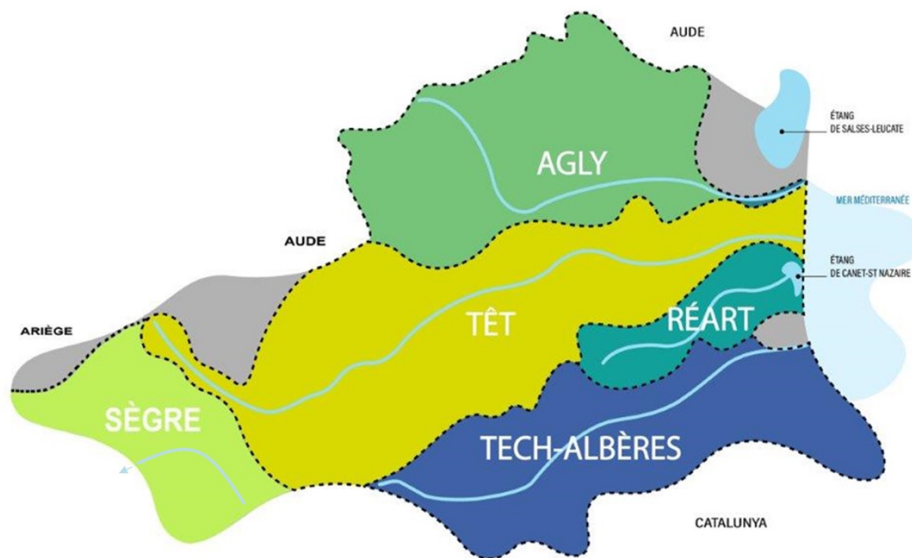 AUDE
ÉTANG
DE SALSES-LEUCATE
AGLY
MER MÉDITERRANÉE
AUDE
ÉTANG
DE CANET-ST NAZAIRE
ARIÈGE
TÊT
RÉART
SÈGRE
TECH-ALBÈRES
CATALUNYA